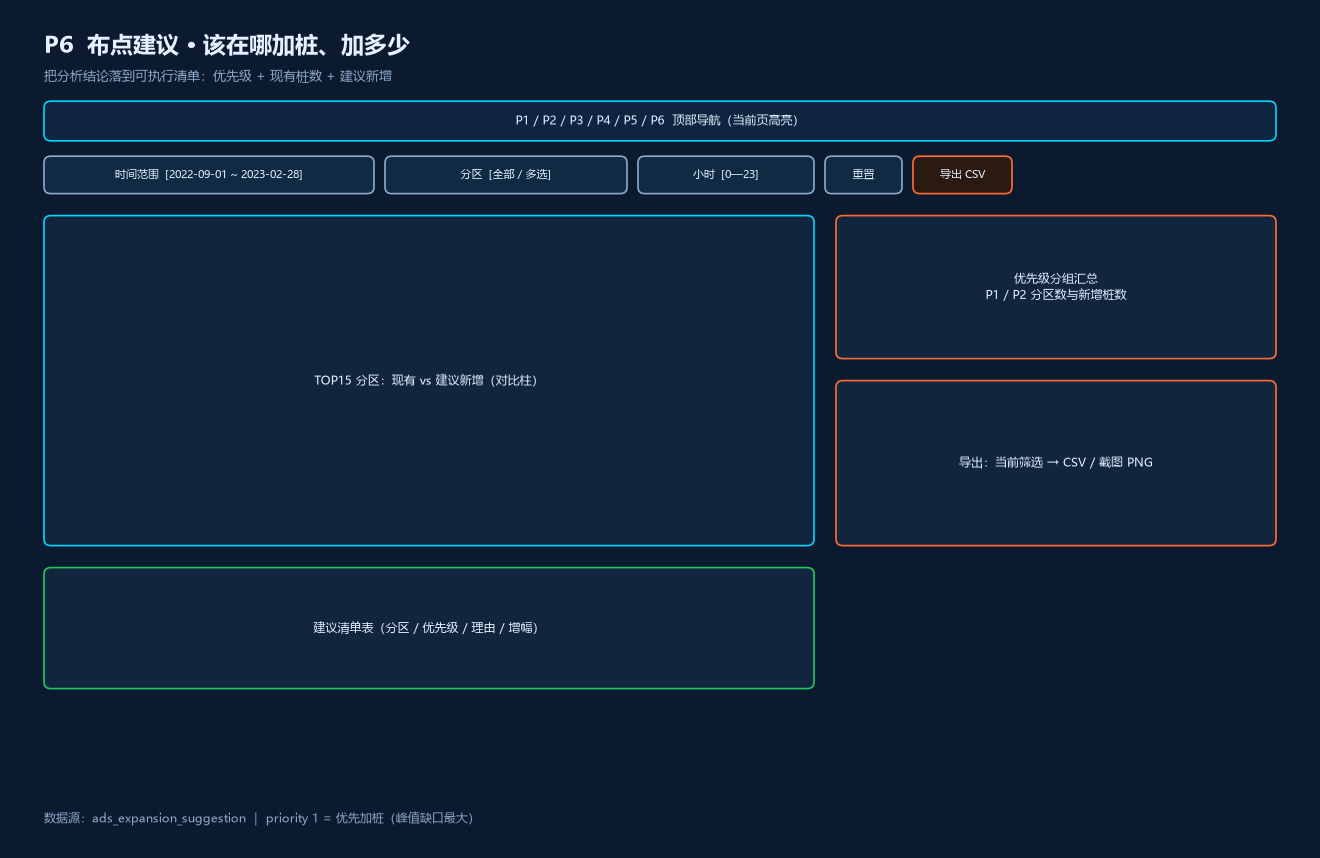 P6 布点建议 • 该在哪加桩、加多少
把分析结论落到可执行清单：优先级 + 现有桩数 + 建议新增
P1 / P2 / P3 / P4 / P5 / P6 顶部导航（当前页高亮）
时间范围 [2022-09-01 ~ 2023-02-28]
分区 [全部 / 多选]
小时 [0—23]
重置
导出 CSV
TOP15 分区：现有 vs 建议新增（对比柱）
优先级分组汇总
P1 / P2 分区数与新增桩数
导出：当前筛选 → CSV / 截图 PNG
建议清单表（分区 / 优先级 / 理由 / 增幅）
数据源：ads_expansion_suggestion | priority 1 = 优先加桩（峰值缺口最大）